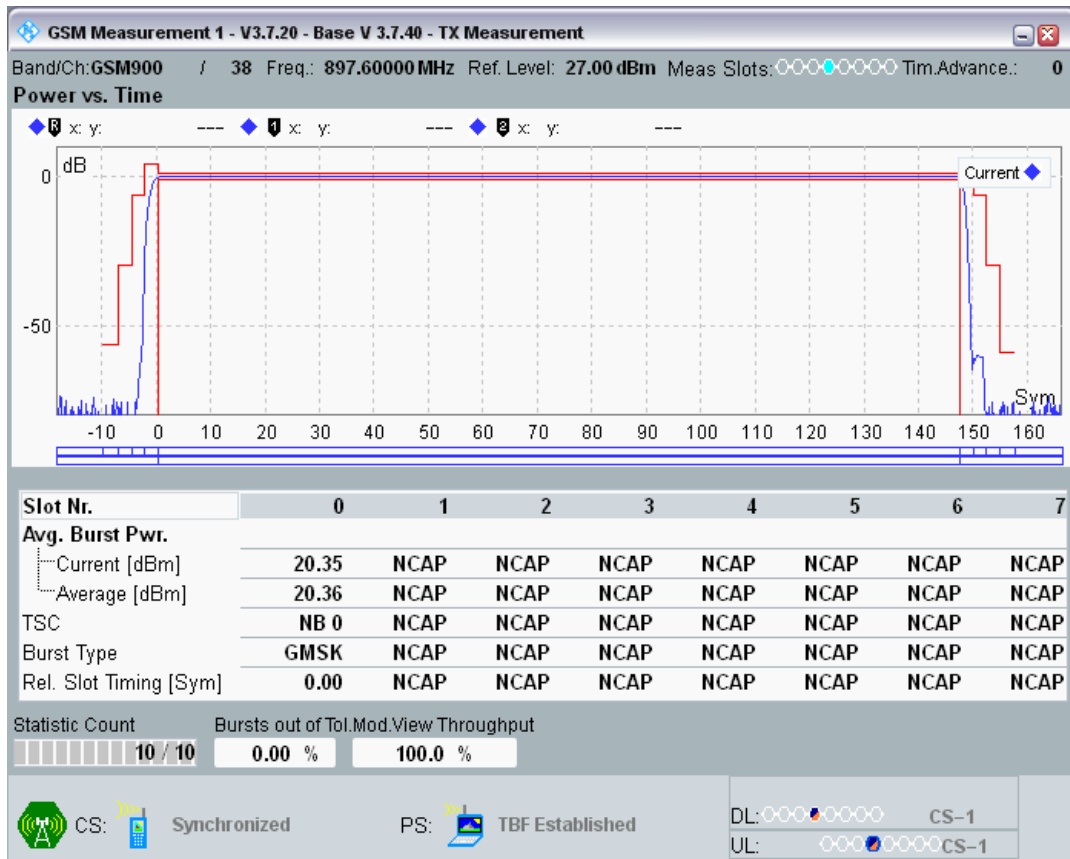 GSM Measurement 1 - V3.7.20 - Base V 3.7.40 - TX Measurement
Band/Ch:GSM900 / 38 Freq.: 897.60000 MHz Ref. Level: 27.00 dBm Meas Slots: Tim.Advance.: 0
Power vs. Time
R x: y: --- 1 x: y: --- 2 x: y: ---
dB
Current
0
-50
Sym
-10 0 10 20 30 40 50 60 70 80 90 100 110 120 130 140 150 160
Slot Nr. 0 1 2 3 4 5 6 7
Avg. Burst Pwr.
Current [dBm] 20.35 NCAP NCAP NCAP NCAP NCAP NCAP NCAP
Average [dBm] 20.36 NCAP NCAP NCAP NCAP NCAP NCAP NCAP
TSC NB 0 NCAP NCAP NCAP NCAP NCAP NCAP NCAP
Burst Type GMSK NCAP NCAP NCAP NCAP NCAP NCAP NCAP
Rel. Slot Timing [Sym] 0.00 NCAP NCAP NCAP NCAP NCAP NCAP NCAP
Statistic Count Bursts out of Tol. Mod.View Throughput
10 / 10 0.00 % 100.0 %
CS: Synchronized PS: TBF Established
DL: CS-1
UL: CS-1